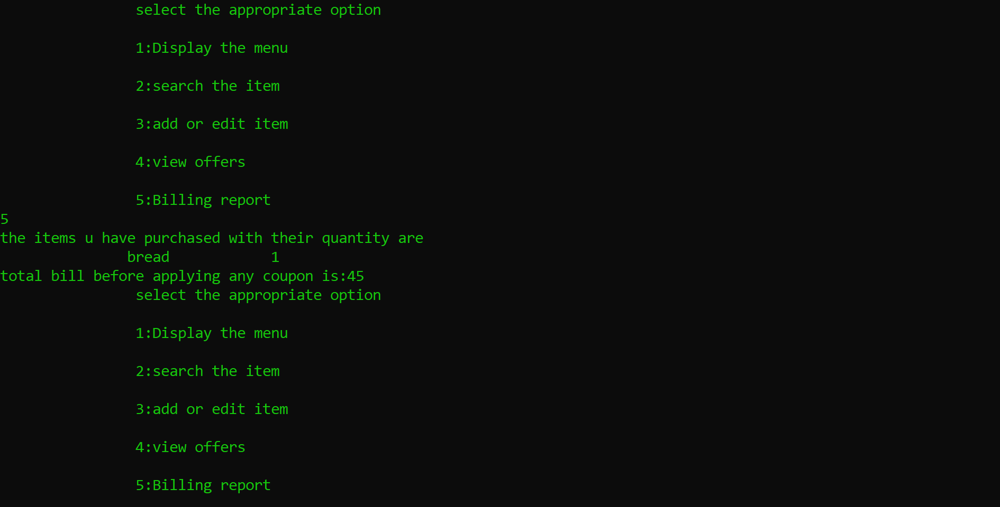 select the appropriate option
1:Display the menu
2:search the item
3:add or edit item
4:view offers
5:Billing report
5
the items u have purchased with their quantity are
bread 1
total bill before applying any coupon is:45
select the appropriate option
1:Display the menu
2:search the item
3:add or edit item
4:view offers
5:Billing report